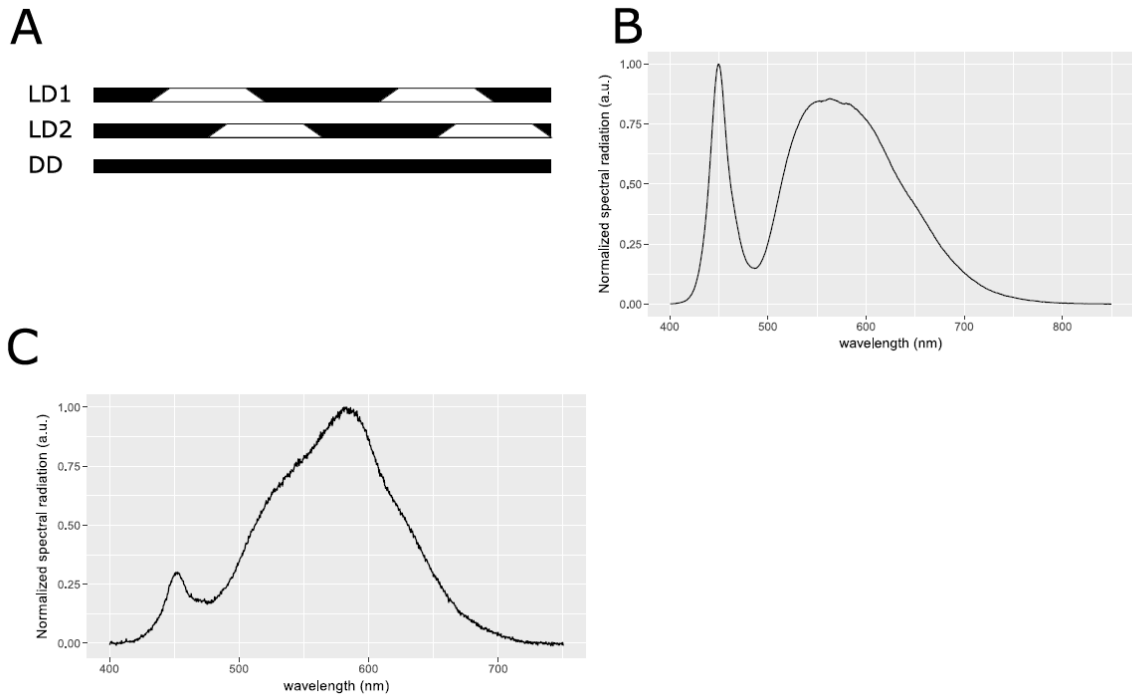 A
LD1
LD2
DD
B
Normalized spectral radiation (a.u.)
1.00
0.75
0.50
0.25
0.00
400 500 600 700 800
wavelength (nm)
C
Normalized spectral radiation (a.u.)
1.00
0.75
0.50
0.25
0.00
400 500 600 700
wavelength (nm)